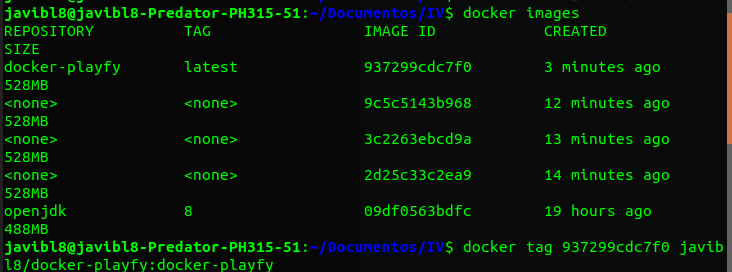 javibl8@javibl8-Predator-PH315-51:~/Documentos/IV$ docker images
REPOSITORY TAG IMAGE ID CREATED
SIZE
docker-playfy latest 937299cdc7f0 3 minutes ago
528MB
<none> <none> 9c5c5143b968 12 minutes ago
528MB
<none> <none> 3c2263ebcd9a 13 minutes ago
528MB
<none> <none> 2d25c33c2ea9 14 minutes ago
528MB
openjdk 8 09df0563bdfc 19 hours ago
488MB
javibl8@javibl8-Predator-PH315-51:~/Documentos/IV$ docker tag 937299cdc7f0 javib
l8/docker-playfy:docker-playfy